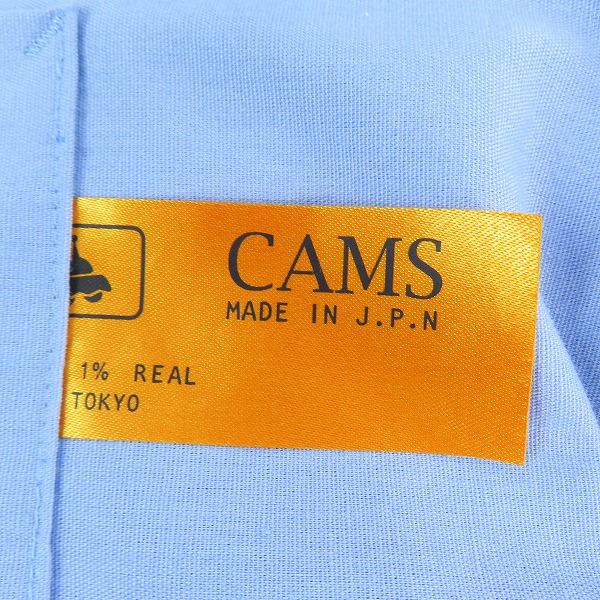 CAMS
MADE IN J.P.N
1% REAL
TOKYO